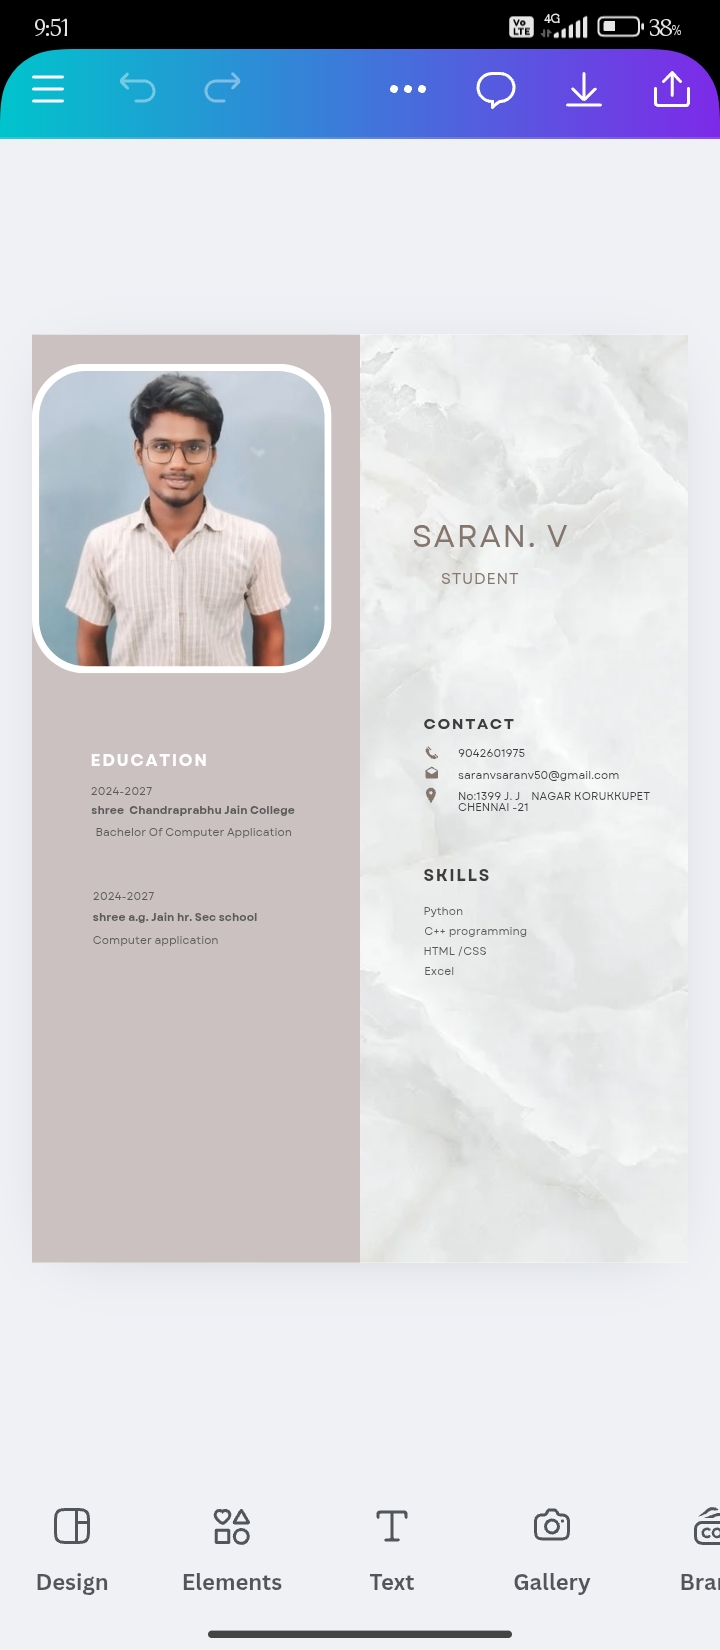 9:51
Vo
LTE
4G
38%
SARAN. V
STUDENT
EDUCATION
2024-2027
shree  Chandraprabhu Jain College
Bachelor Of Computer Application
2024-2027
shree a.g. Jain hr. Sec school
Computer application
CONTACT
9042601975
saranvsaranv50@gmail.com
No:1399 J. J   NAGAR KORUKKUPET
CHENNAI -21
SKILLS
Python
C++ programming
HTML /CSS
Excel
Design
Elements
Text
Gallery